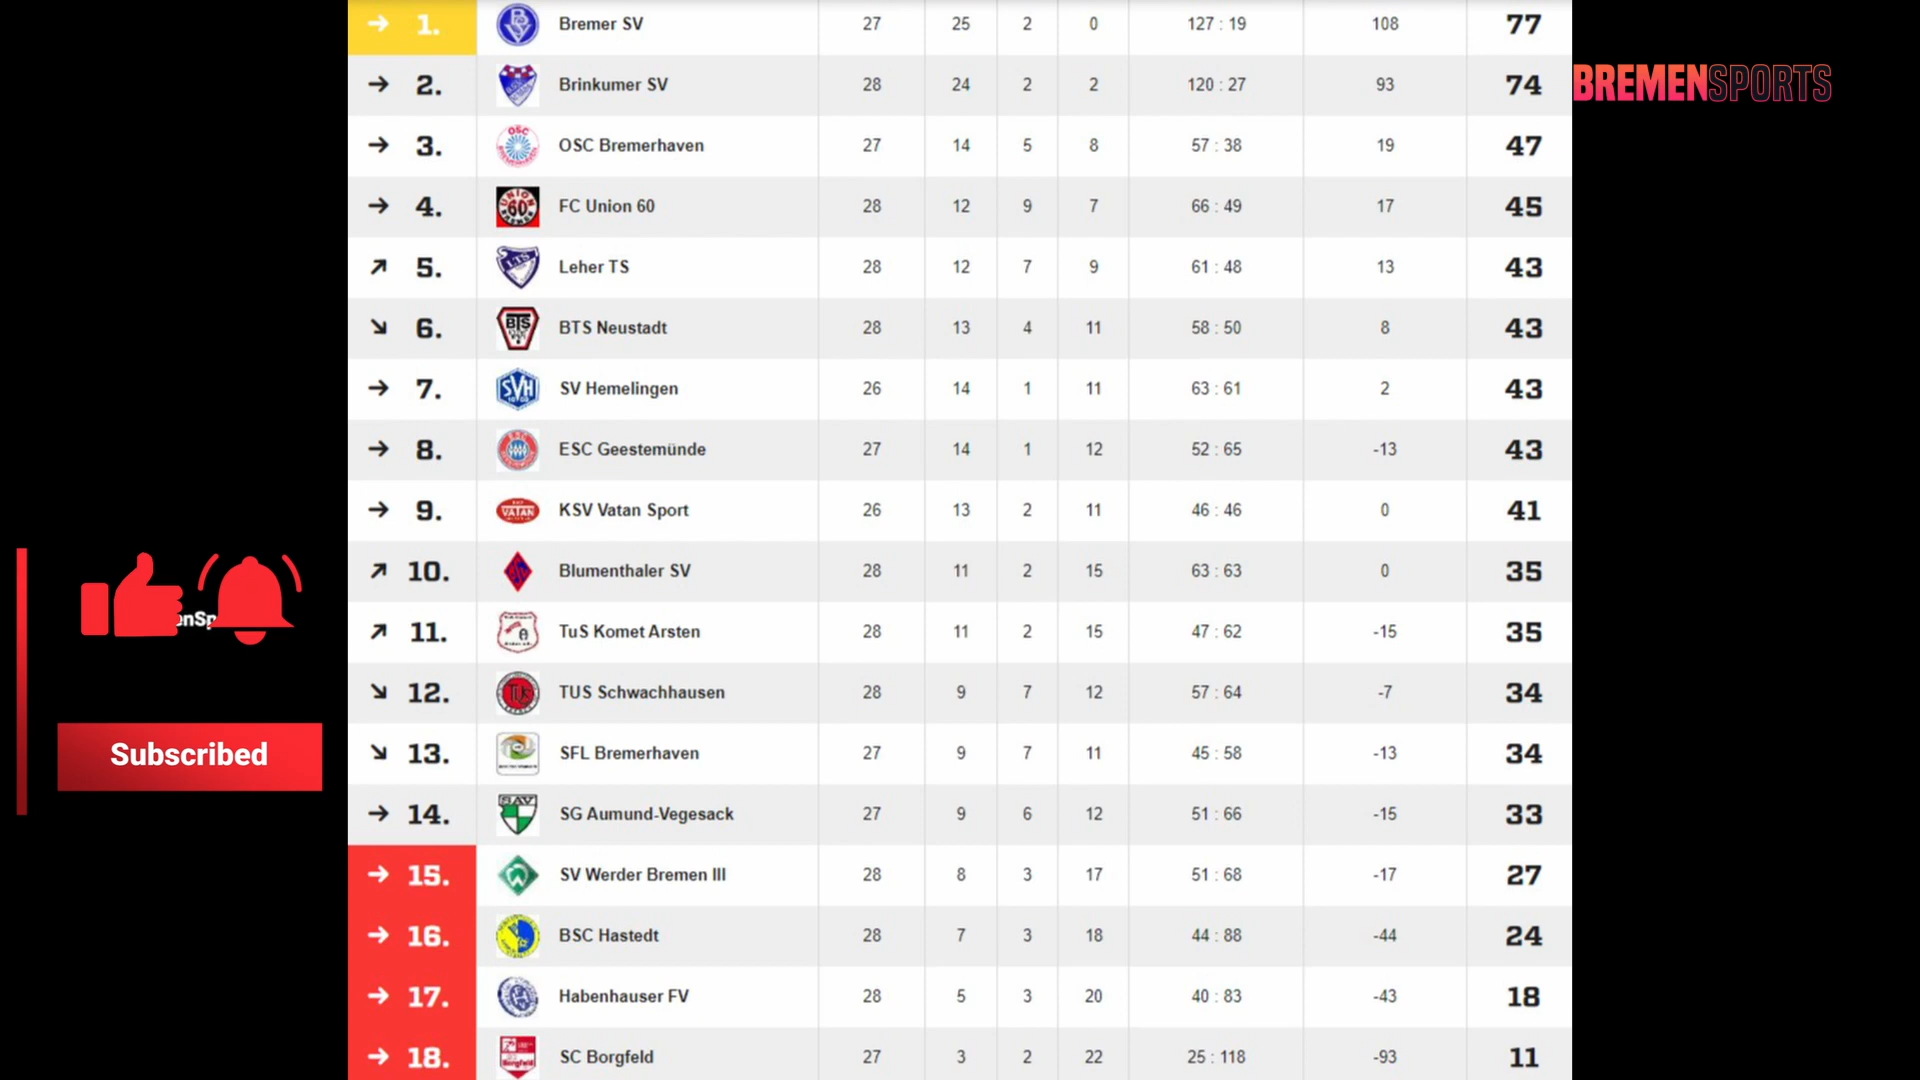 → 1. Bremer SV 27 25 2 0 127 : 19 108 77
→ 2. Brinkumer SV 28 24 2 2 120 : 27 93 74
BREMENSPORTS
→ 3. OSC Bremerhaven 27 14 5 8 57 : 38 19 47
→ 4. FC Union 60 28 12 9 7 66 : 49 17 45
↗ 5. Leher TS 28 12 7 9 61 : 48 13 43
↘ 6. BTS Neustadt 28 13 4 11 58 : 50 8 43
→ 7. SV Hemelingen 26 14 1 11 63 : 61 2 43
→ 8. ESC Geestemünde 27 14 1 12 52 : 65 -13 43
→ 9. KSV Vatan Sport 26 13 2 11 46 : 46 0 41
↗ 10. Blumenthaler SV 28 11 2 15 63 : 63 0 35
↗ 11. TuS Komet Arsten 28 11 2 15 47 : 62 -15 35
↘ 12. TUS Schwachhausen 28 9 7 12 57 : 64 -7 34
↘ 13. SFL Bremerhaven 27 9 7 11 45 : 58 -13 34
→ 14. SG Aumund-Vegesack 27 9 6 12 51 : 66 -15 33
→ 15. SV Werder Bremen III 28 8 3 17 51 : 68 -17 27
→ 16. BSC Hastedt 28 7 3 18 44 : 88 -44 24
→ 17. Habenhauser FV 28 5 3 20 40 : 83 -43 18
→ 18. SC Borgfeld 27 3 2 22 25 : 118 -93 11
Subscribed